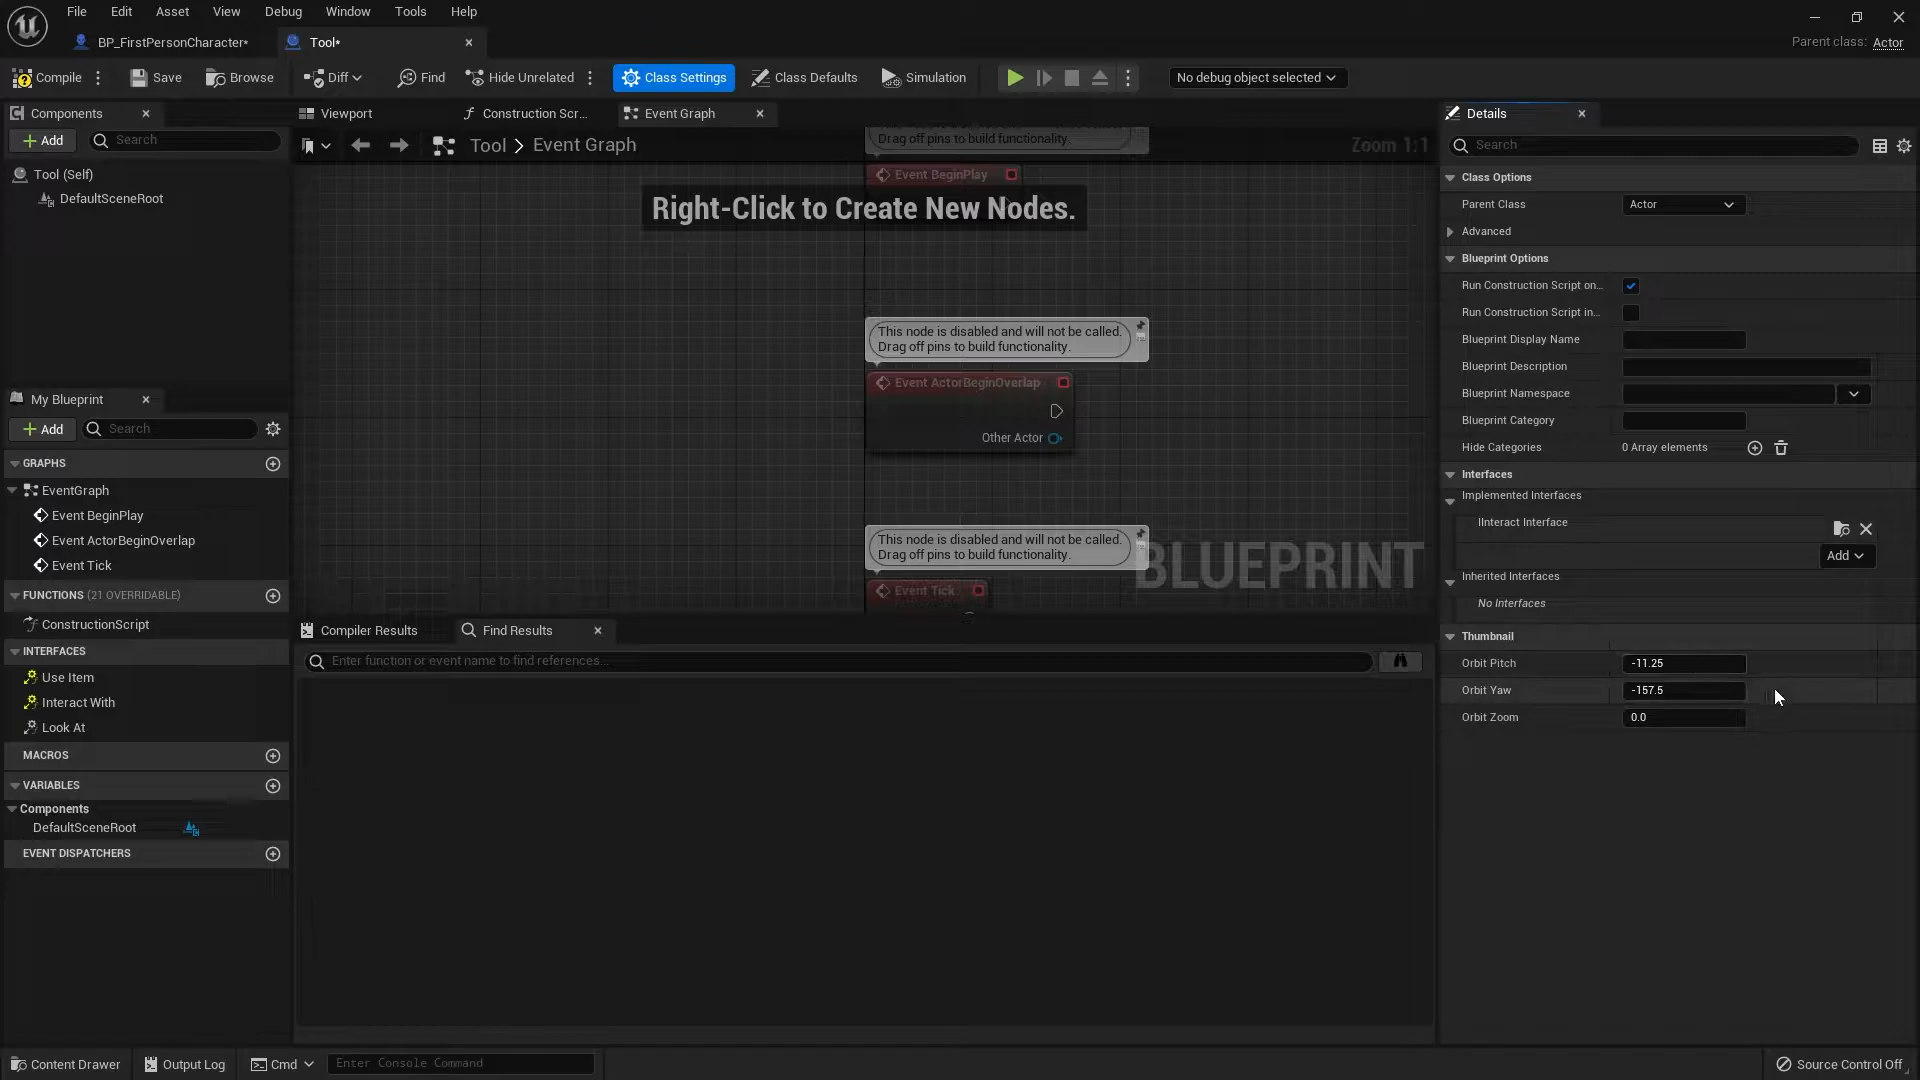 File Edit Asset View Debug Window Tools Help
BP_FirstPersonCharacter*
Tool*
Parent class: Actor
Compile
Save
Browse
Diff
Find
Hide Unrelated
Class Settings
Class Defaults
Simulation
No debug object selected
Components
Add
Search
Tool (Self)
DefaultSceneRoot
My Blueprint
Add
Search
GRAPHS
EventGraph
Event BeginPlay
Event ActorBeginOverlap
Event Tick
FUNCTIONS (21 OVERRIDABLE)
ConstructionScript
INTERFACES
Use Item
Interact With
Look At
MACROS
VARIABLES
Components
DefaultSceneRoot
EVENT DISPATCHERS
Viewport
Construction Scr...
Event Graph
Tool > Event Graph
Zoom 1:1
Drag off pins to build functionality.
Event BeginPlay
Right-Click to Create New Nodes.
This node is disabled and will not be called.
Drag off pins to build functionality.
Event ActorBeginOverlap
Other Actor
This node is disabled and will not be called.
Drag off pins to build functionality.
Event Tick
BLUEPRINT
Compiler Results
Find Results
Enter function or event name to find references...
Details
Search
Class Options
Parent Class
Actor
Advanced
Blueprint Options
Run Construction Script on...
Run Construction Script in...
Blueprint Display Name
Blueprint Description
Blueprint Namespace
Blueprint Category
Hide Categories
0 Array elements
Interfaces
Implemented Interfaces
IInteract Interface
Add
Inherited Interfaces
No Interfaces
Thumbnail
Orbit Pitch
-11.25
Orbit Yaw
-157.5
Orbit Zoom
0.0
Content Drawer
Output Log
Cmd
Enter Console Command
Source Control Off